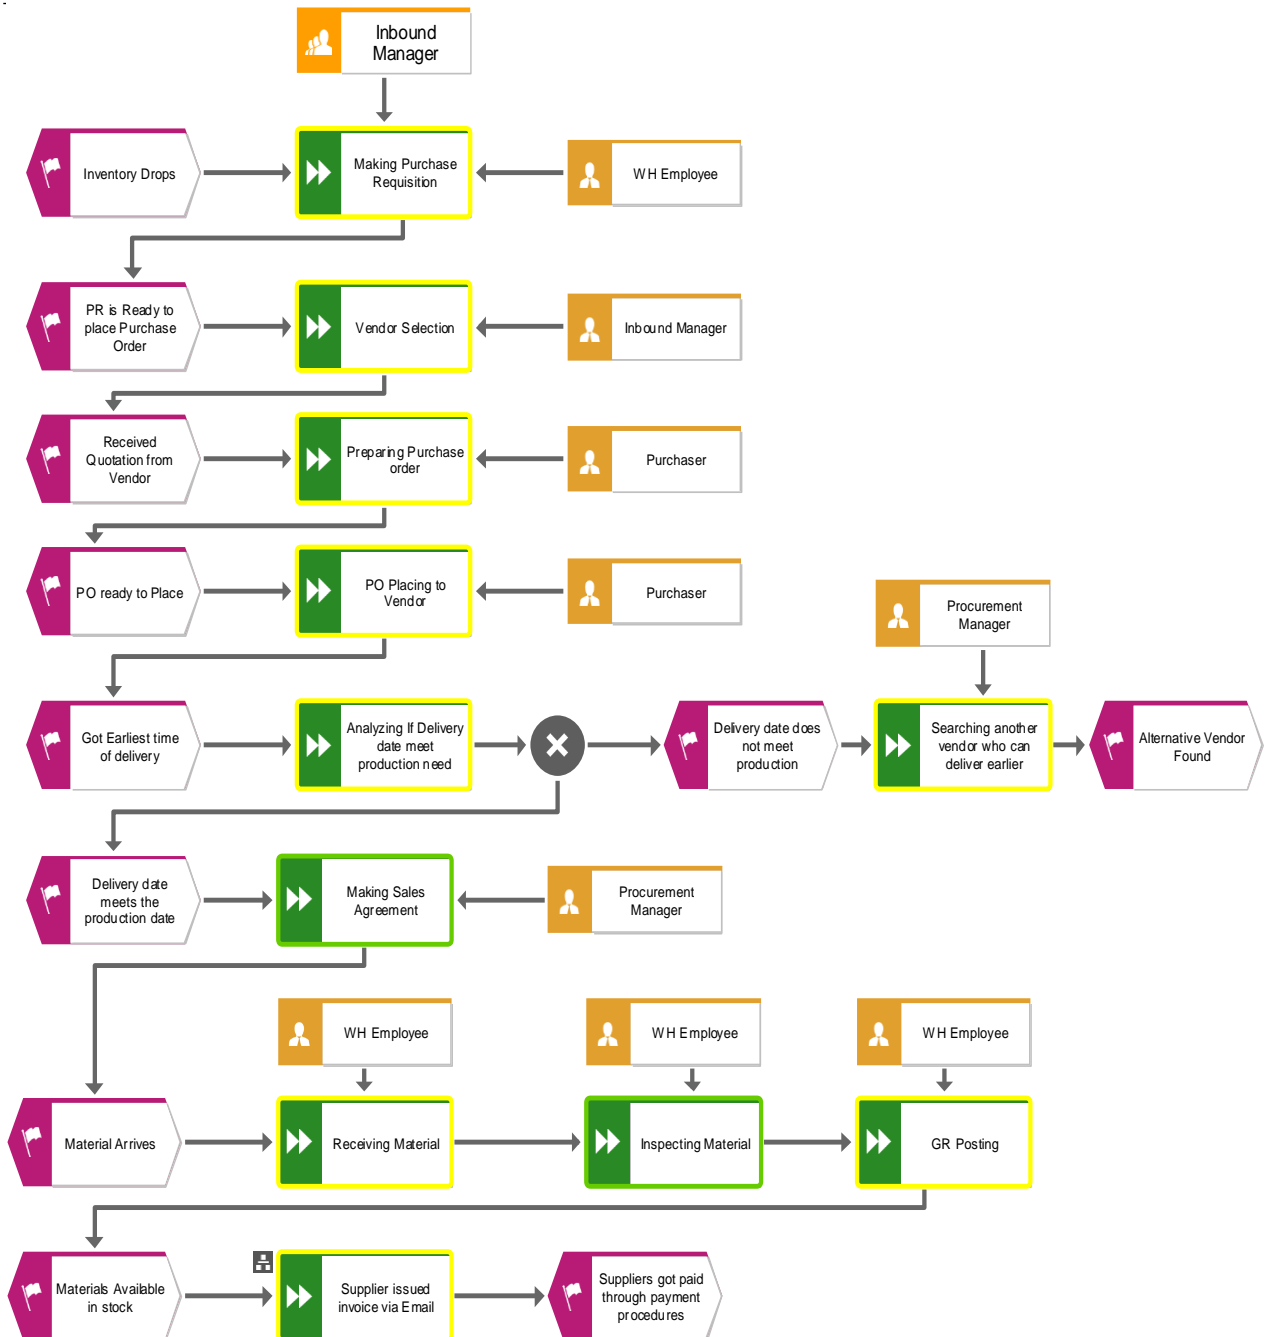 Inbound
Manager
Inventory Drops
Making Purchase
Requisition
WH Employee
PR is Ready to
place Purchase
Order
Vendor Selection
Inbound Manager
Received
Quotation from
Vendor
Preparing Purchase
order
Purchaser
PO ready to Place
PO Placing to
Vendor
Purchaser
Procurement
Manager
Got Earliest time
of delivery
Analyzing If Delivery
date meet
production need
Delivery date does
not meet
production
Searching another
vendor who can
deliver earlier
Alternative Vendor
Found
Delivery date
meets the
production date
Making Sales
Agreement
Procurement
Manager
WH Employee
WH Employee
WH Employee
Material Arrives
Receiving Material
Inspecting Material
GR Posting
Materials Available
in stock
Supplier issued
invoice via Email
Suppliers got paid
through payment
procedures